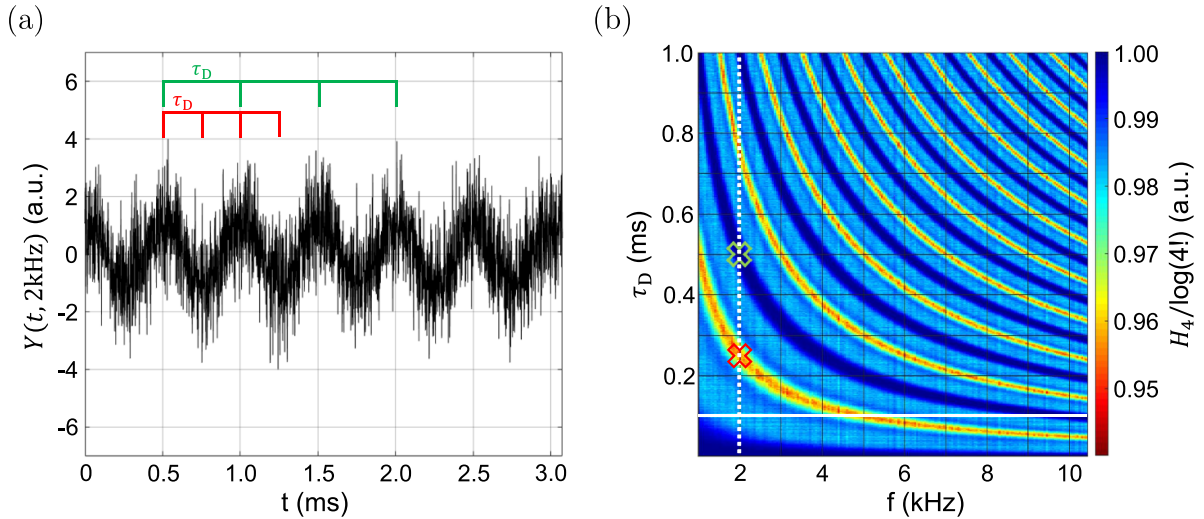 (a)
τD
τD
6
4
2
0
-2
-4
-6
Y(t, 2kHz) (a.u.)
0 0.5 1.0 1.5 2.0 2.5 3.0
t (ms)
(b)
1.0
0.8
0.6
0.4
0.2
τD (ms)
2 4 6 8 10
f (kHz)
1.00
0.99
0.98
0.97
0.96
0.95
H4/log(4!) (a.u.)